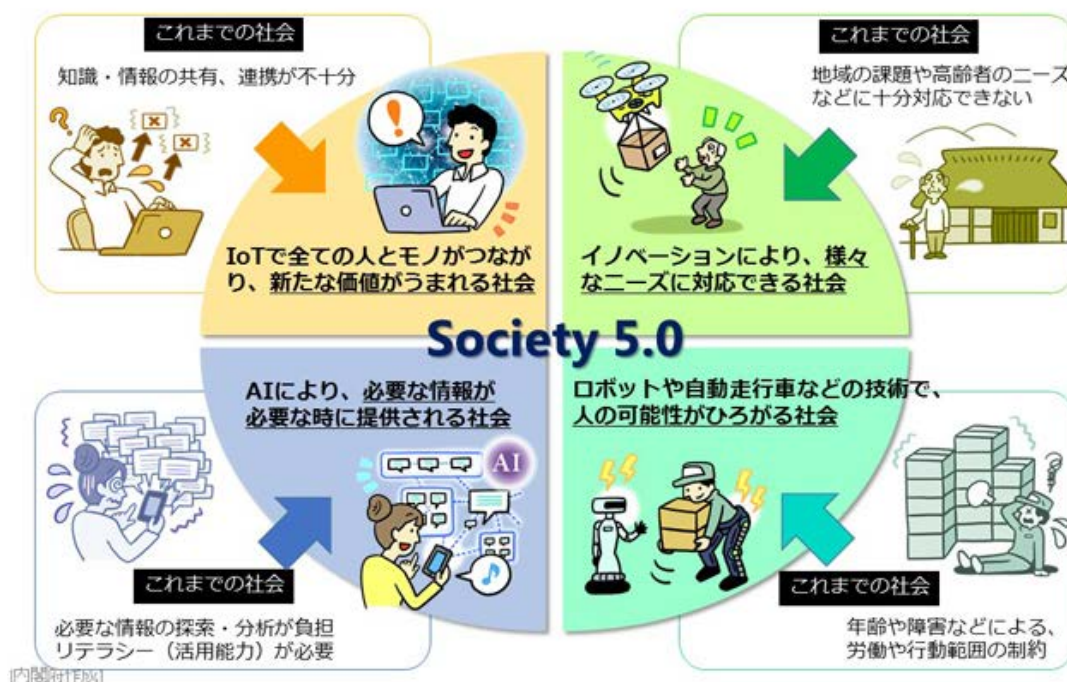 これまでの社会
知識・情報の共有、連携が不十分
IoTで全ての人とモノがつなが
り、新たな価値がうまれる社会
これまでの社会
地域の課題や高齢者のニーズ
などに十分対応できない
イノベーションにより、様々
なニーズに対応できる社会
Society 5.0
AIにより、必要な情報が
必要な時に提供される社会
AI
これまでの社会
必要な情報の探索・分析が負担
リテラシー（活用能力）が必要
ロボットや自動走行車などの技術で、
人の可能性がひろがる社会
これまでの社会
年齢や障害などによる、
労働や行動範囲の制約